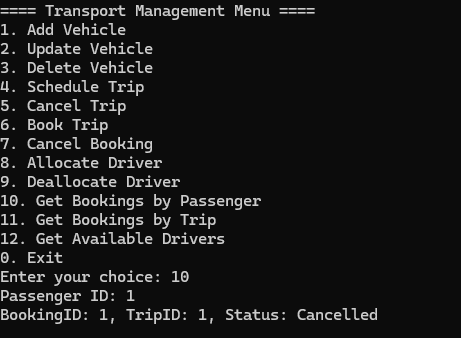 ==== Transport Management Menu ====
1. Add Vehicle
2. Update Vehicle
3. Delete Vehicle
4. Schedule Trip
5. Cancel Trip
6. Book Trip
7. Cancel Booking
8. Allocate Driver
9. Deallocate Driver
10. Get Bookings by Passenger
11. Get Bookings by Trip
12. Get Available Drivers
0. Exit
Enter your choice: 10
Passenger ID: 1
BookingID: 1, TripID: 1, Status: Cancelled